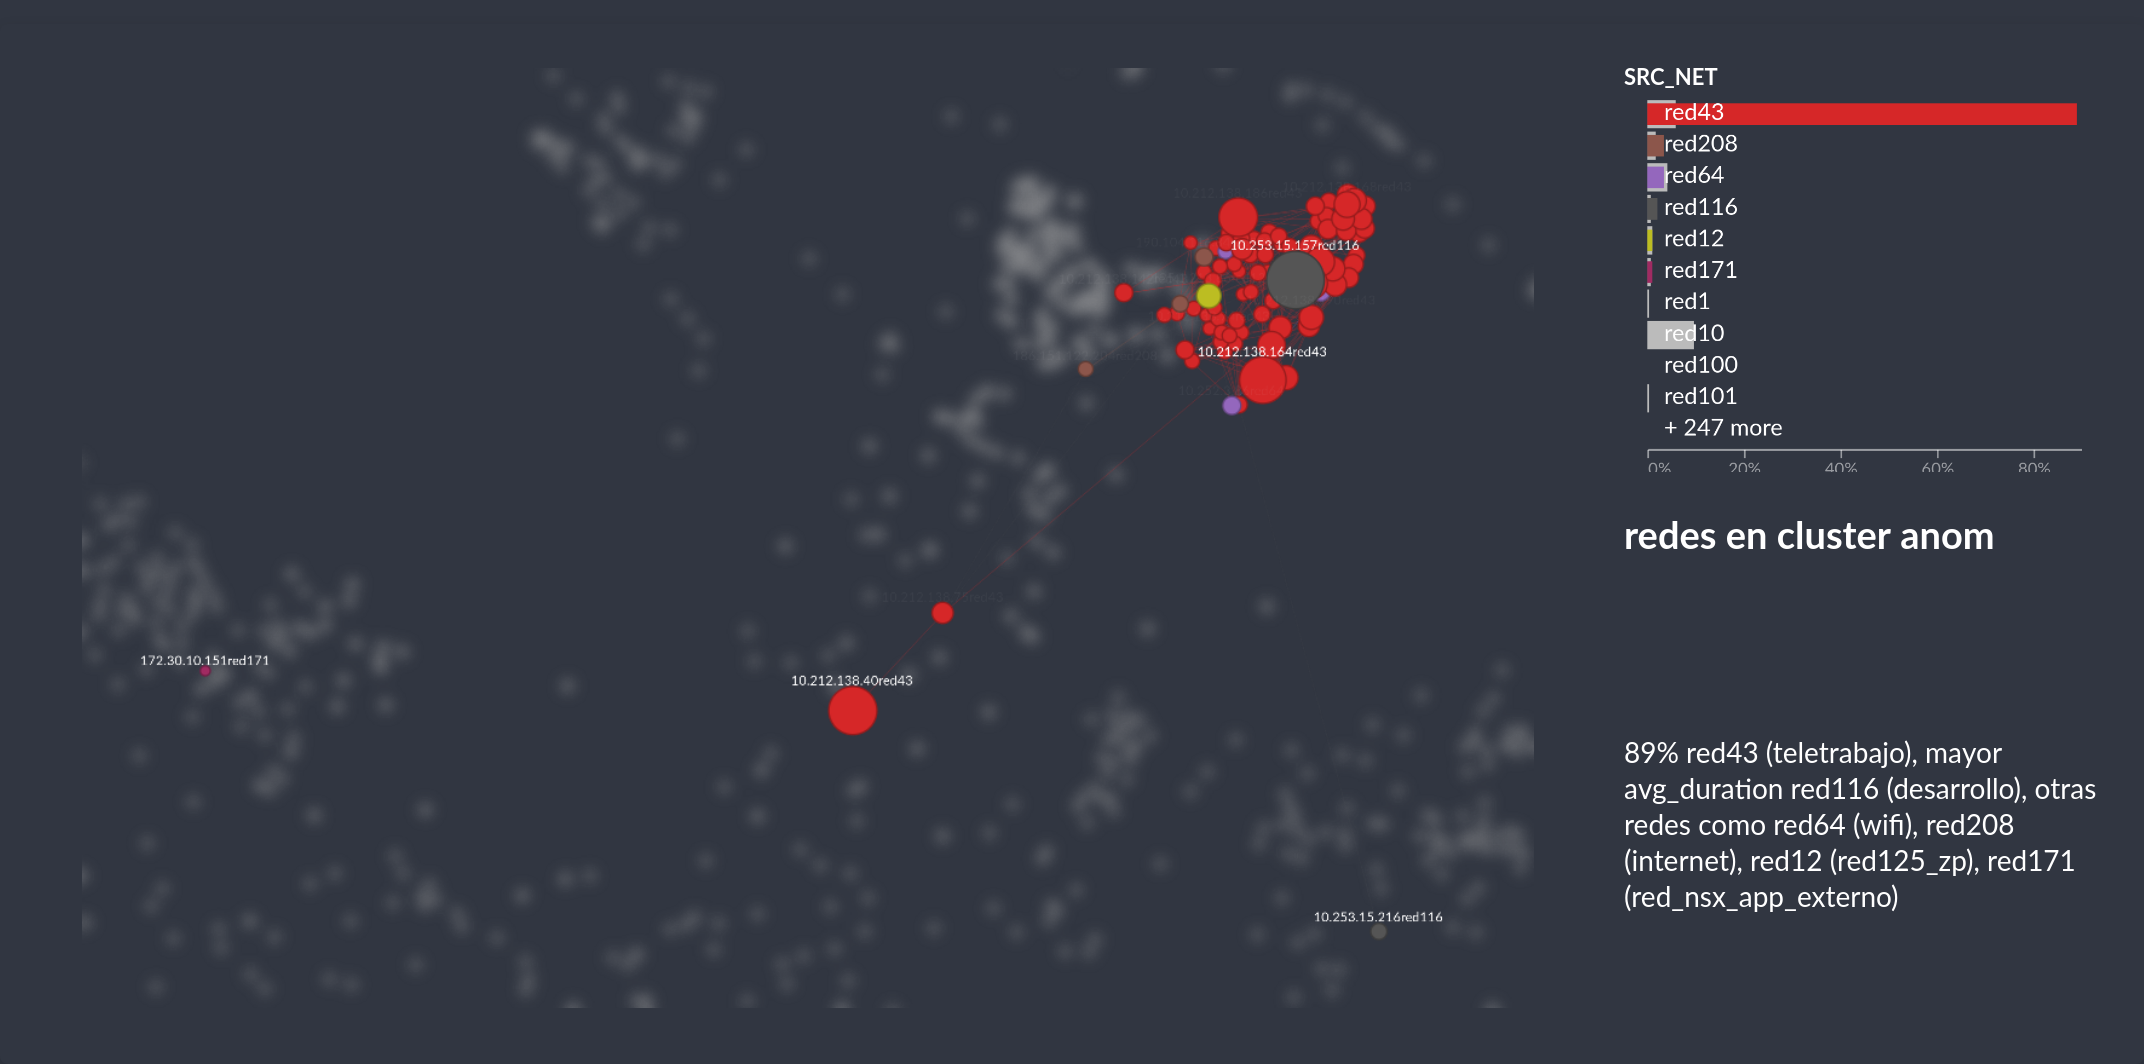 SRC_NET
red43
red208
red64
red116
red12
red171
red1
red10
red100
red101
+ 247 more
0% 20% 40% 60% 80%
redes en cluster anom
89% red43 (teletrabajo), mayor
avg_duration red116 (desarrollo), otras
redes como red64 (wifi), red208
(internet), red12 (red125_zp), red171
(red_nsx_app_externo)
10.253.15.157red116
10.212.138.164red43
10.212.138.40red43
172.30.10.151red171
10.253.15.216red116